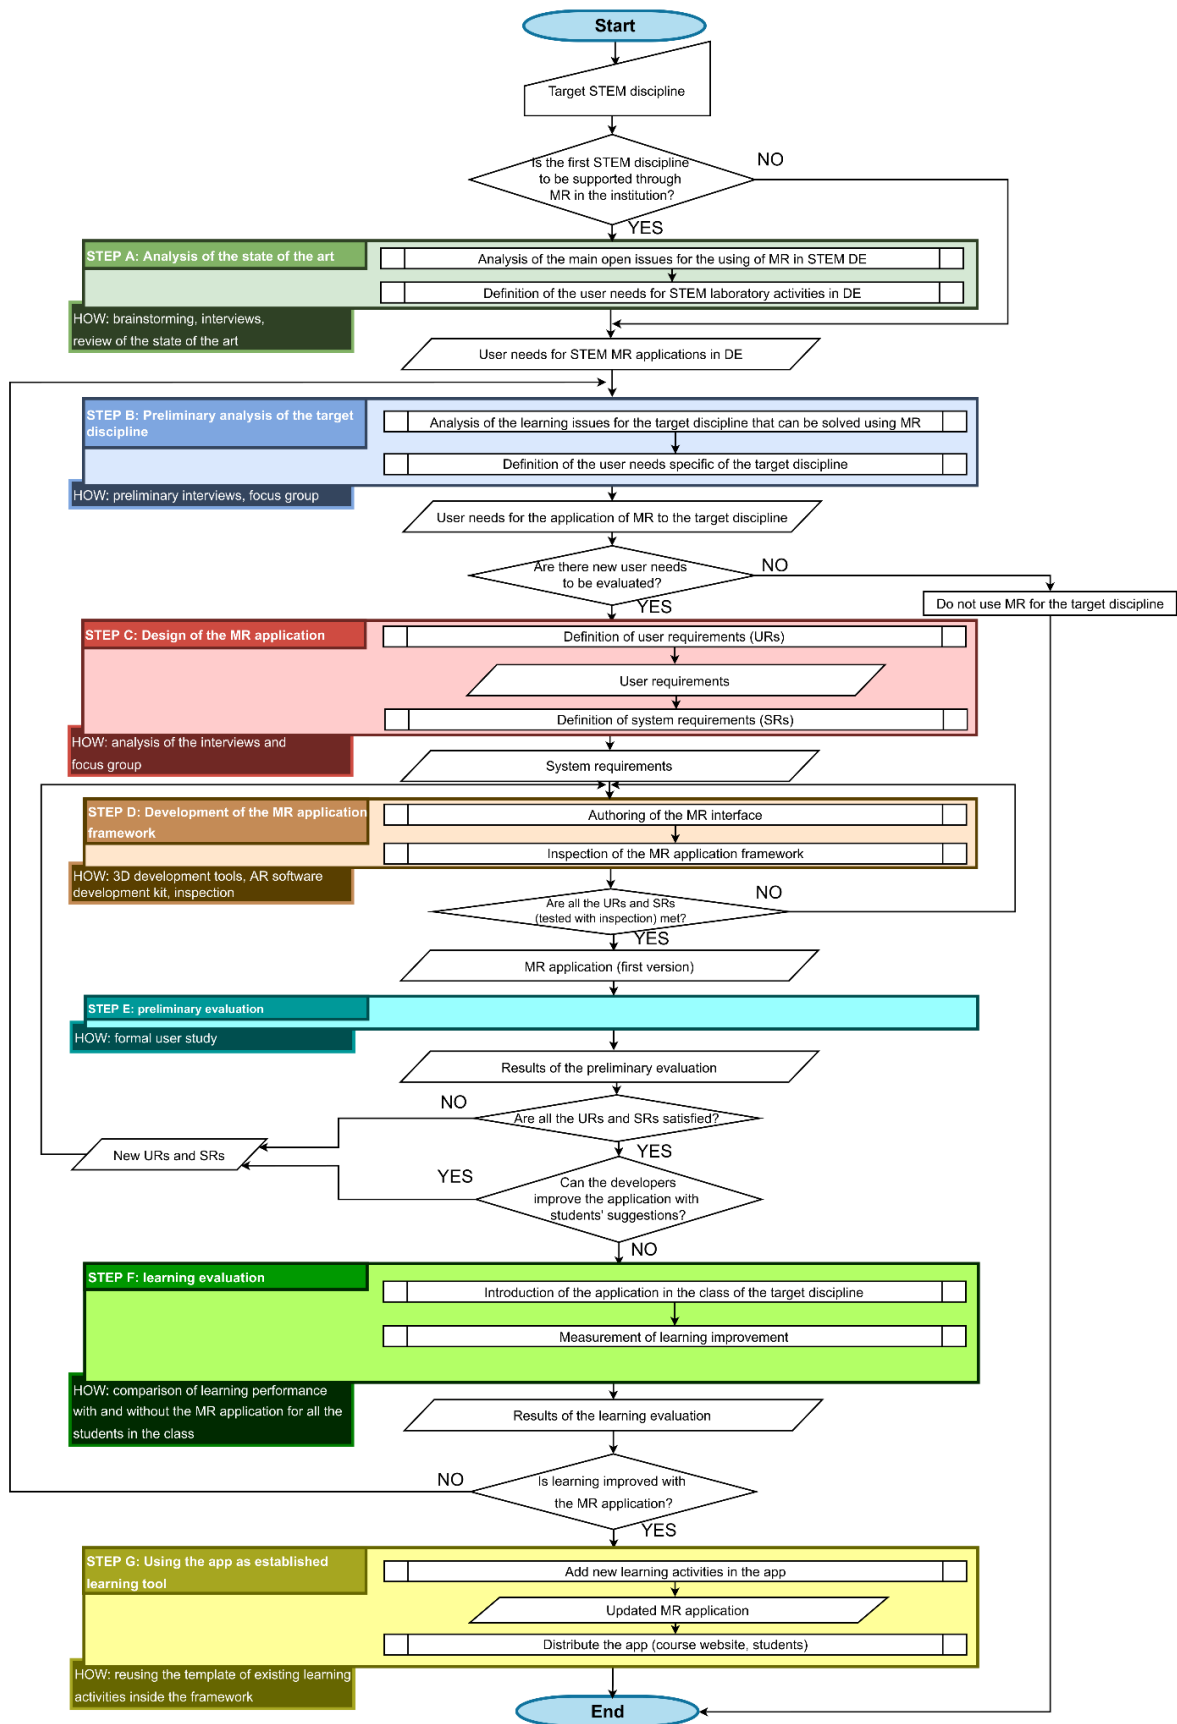 Start
Target STEM discipline
Is the first STEM discipline
to be supported through
MR in the institution?
NO
YES
STEP A: Analysis of the state of the art
Analysis of the main open issues for the using of MR in STEM DE
Definition of the user needs for STEM laboratory activities in DE
HOW: brainstorming, interviews,
review of the state of the art
User needs for STEM MR applications in DE
STEP B: Preliminary analysis of the target
discipline
Analysis of the learning issues for the target discipline that can be solved using MR
Definition of the user needs specific of the target discipline
HOW: preliminary interviews, focus group
User needs for the application of MR to the target discipline
Are there new user needs
to be evaluated?
NO
YES
Do not use MR for the target discipline
STEP C: Design of the MR application
Definition of user requirements (URs)
User requirements
Definition of system requirements (SRs)
HOW: analysis of the interviews and
focus group
System requirements
STEP D: Development of the MR application
framework
Authoring of the MR interface
Inspection of the MR application framework
HOW: 3D development tools, AR software
development kit, inspection
Are all the URs and SRs
(tested with inspection) met?
NO
YES
MR application (first version)
STEP E: preliminary evaluation
HOW: formal user study
Results of the preliminary evaluation
NO
Are all the URs and SRs satisfied?
New URs and SRs
YES
YES
Can the developers
improve the application with
students' suggestions?
NO
STEP F: learning evaluation
Introduction of the application in the class of the target discipline
Measurement of learning improvement
HOW: comparison of learning performance
with and without the MR application for all the
students in the class
Results of the learning evaluation
NO
Is learning improved with
the MR application?
YES
STEP G: Using the app as established
learning tool
Add new learning activities in the app
Updated MR application
Distribute the app (course website, students)
HOW: reusing the template of existing learning
activities inside the framework
End